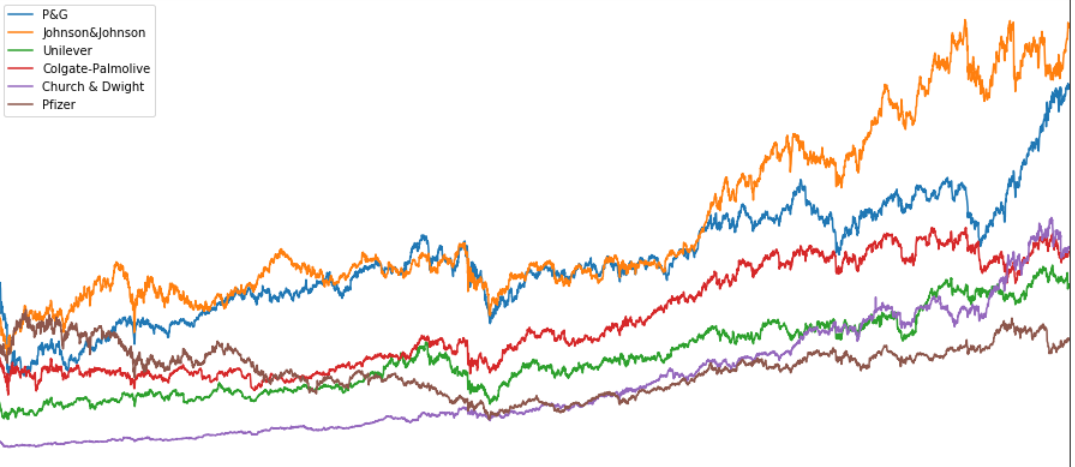 P&G
Johnson&Johnson
Unilever
Colgate-Palmolive
Church & Dwight
Pfizer